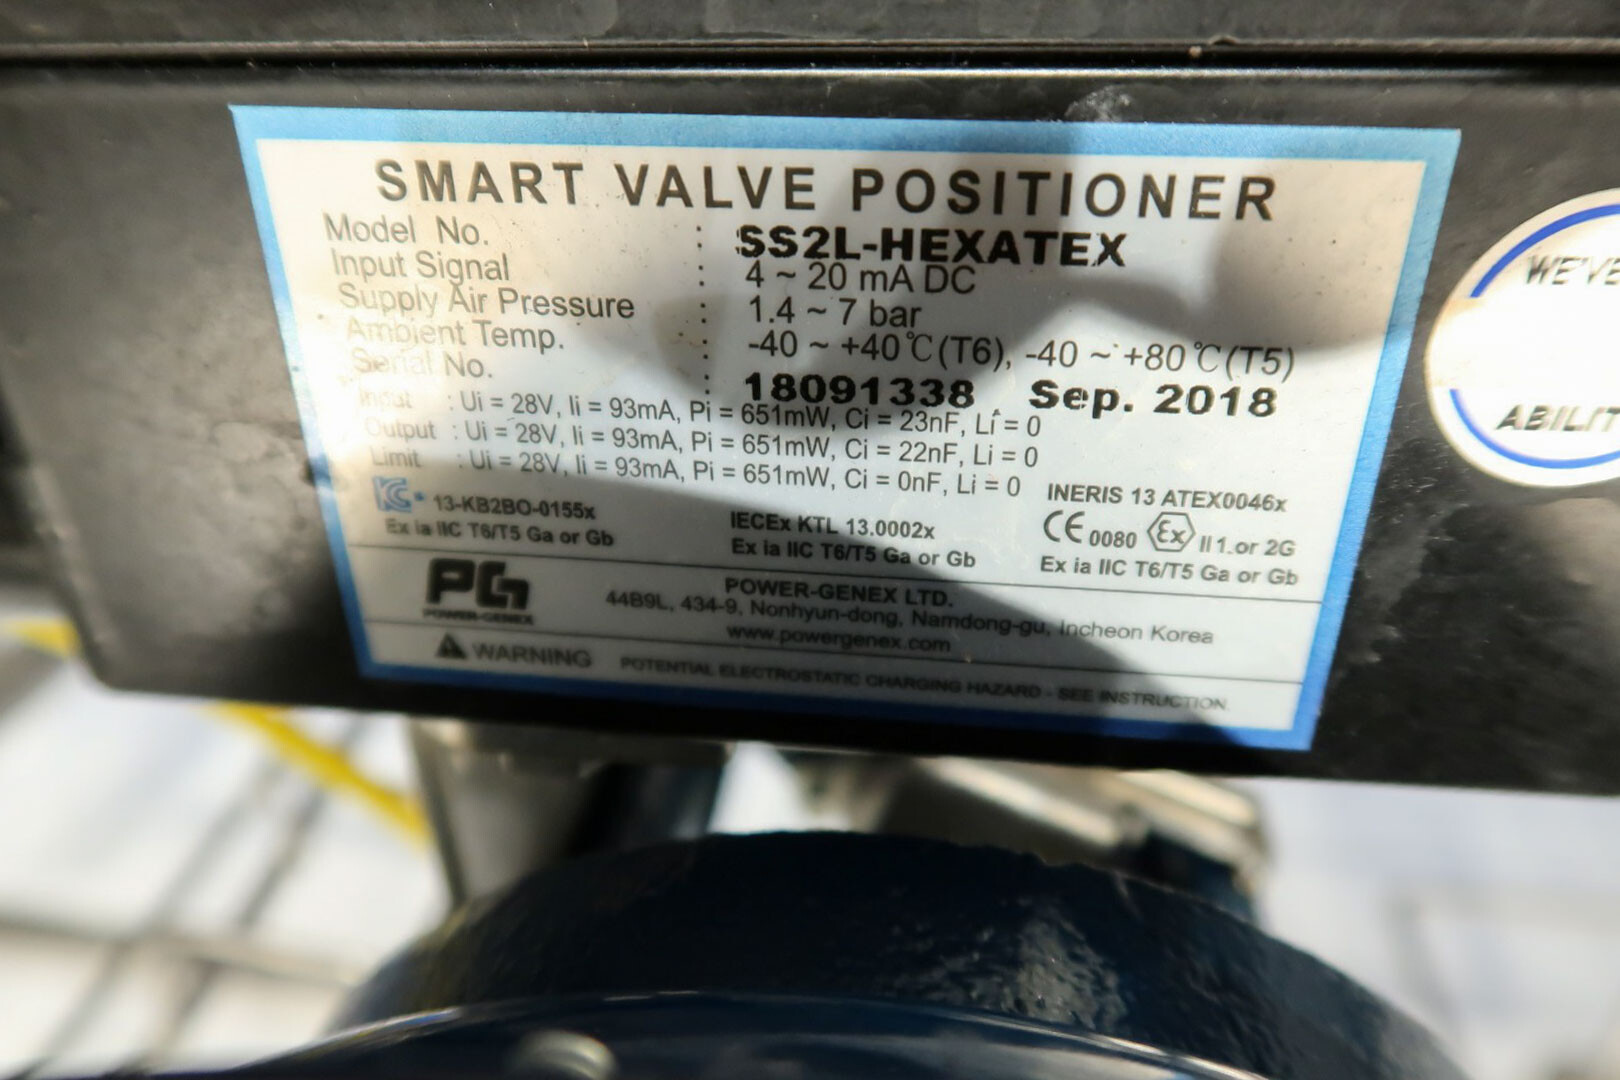 SMART VALVE POSITIONER
Model No. : SS2L-HEXATEX
Input Signal : 4 ~ 20 mA DC
Supply Air Pressure : 1.4 ~ 7 bar
Ambient Temp. : -40 ~ +40℃(T6), -40 ~ +80℃(T5)
Serial No. : 18091338 Sep. 2018
Input : Ui = 28V, Ii = 93mA, Pi = 651mW, Ci = 23nF, Li = 0
Output : Ui = 28V, Ii = 93mA, Pi = 651mW, Ci = 22nF, Li = 0
Limit : Ui = 28V, Ii = 93mA, Pi = 651mW, Ci = 0nF, Li = 0
13-KB2BO-0155x
Ex ia IIC T6/T5 Ga or Gb
IECEx KTL 13.0002x
Ex ia IIC T6/T5 Ga or Gb
INERIS 13 ATEX0046x
CE 0080 Ex II 1 or 2G
Ex ia IIC T6/T5 Ga or Gb
PG
POWER-GENEX
POWER-GENEX LTD.
44B9L, 434-9, Nonhyun-dong, Namdong-gu, Incheon Korea
www.powergenex.com
WARNING POTENTIAL ELECTROSTATIC CHARGING HAZARD - SEE INSTRUCTION.
WE'VE
ABILIT